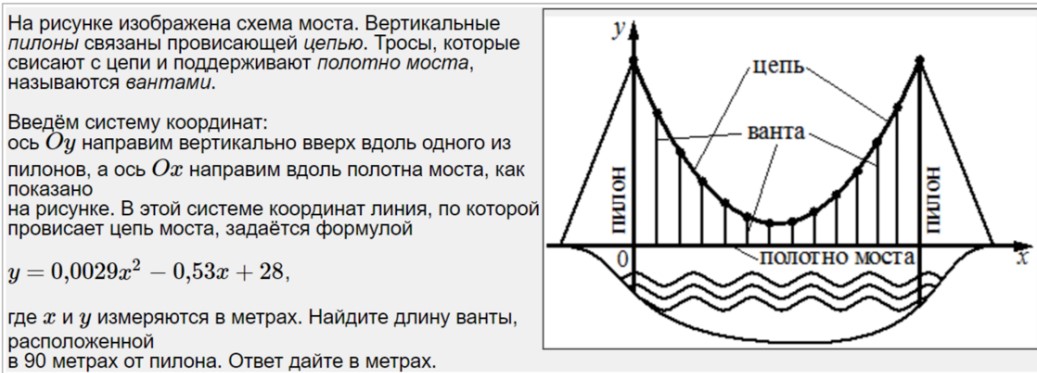 На рисунке изображена схема моста. Вертикальные
пилоны связаны провисающей цепью. Тросы, которые
свисают с цепи и поддерживают полотно моста,
называются вантами.
Введём систему координат:
ось Oy направим вертикально вверх вдоль одного из
пилонов, а ось Ox направим вдоль полотна моста, как
показано
на рисунке. В этой системе координат линия, по которой
провисает цепь моста, задаётся формулой
y = 0,0029x² − 0,53x + 28,
где x и y измеряются в метрах. Найдите длину ванты,
расположенной
в 90 метрах от пилона. Ответ дайте в метрах.
y
цепь
ванта
пилон
пилон
0
полотно моста
x